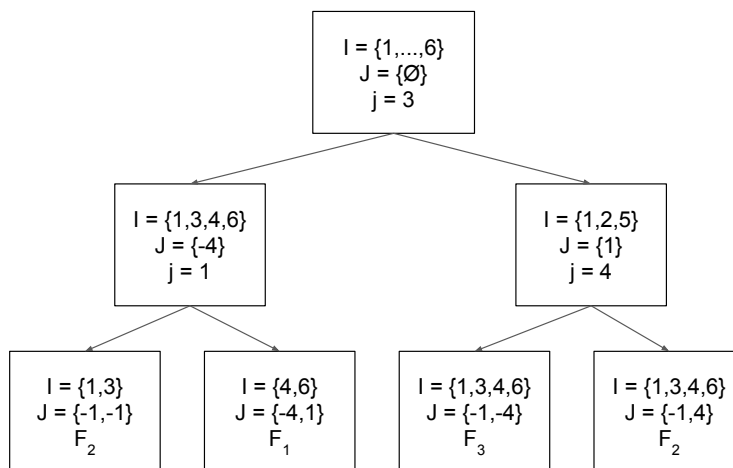 I = {1,...,6}
J = {Ø}
j = 3
I = {1,3,4,6}
J = {-4}
j = 1
I = {1,2,5}
J = {1}
j = 4
I = {1,3}
J = {-1,-1}
F₂
I = {4,6}
J = {-4,1}
F₁
I = {1,3,4,6}
J = {-1,-4}
F₃
I = {1,3,4,6}
J = {-1,4}
F₂